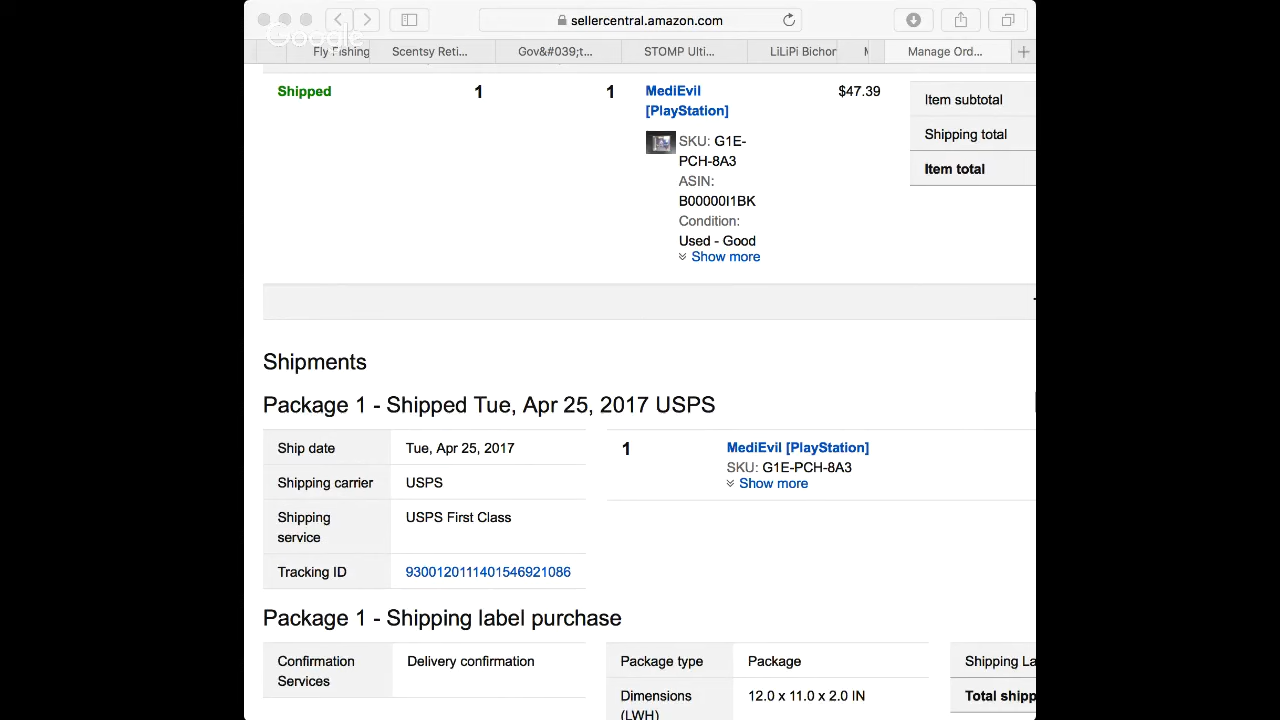 Google
sellercentral.amazon.com
Fly Fishing
Scentsy Reti...
Gov&#039;t...
STOMP Ulti...
LiLiPi Bichon
Manage Ord...
Shipped
1
1
MediEvil
[PlayStation]
$47.39
SKU: G1E-
PCH-8A3
ASIN:
B00000I1BK
Condition:
Used - Good
Show more
Item subtotal
Shipping total
Item total
Shipments
Package 1 - Shipped Tue, Apr 25, 2017 USPS
Ship date
Tue, Apr 25, 2017
Shipping carrier
USPS
Shipping
service
USPS First Class
Tracking ID
9300120111401546921086
1
MediEvil [PlayStation]
SKU: G1E-PCH-8A3
Show more
Package 1 - Shipping label purchase
Confirmation
Services
Delivery confirmation
Package type
Package
Dimensions
(LWH)
12.0 x 11.0 x 2.0 IN
Shipping La
Total shipp